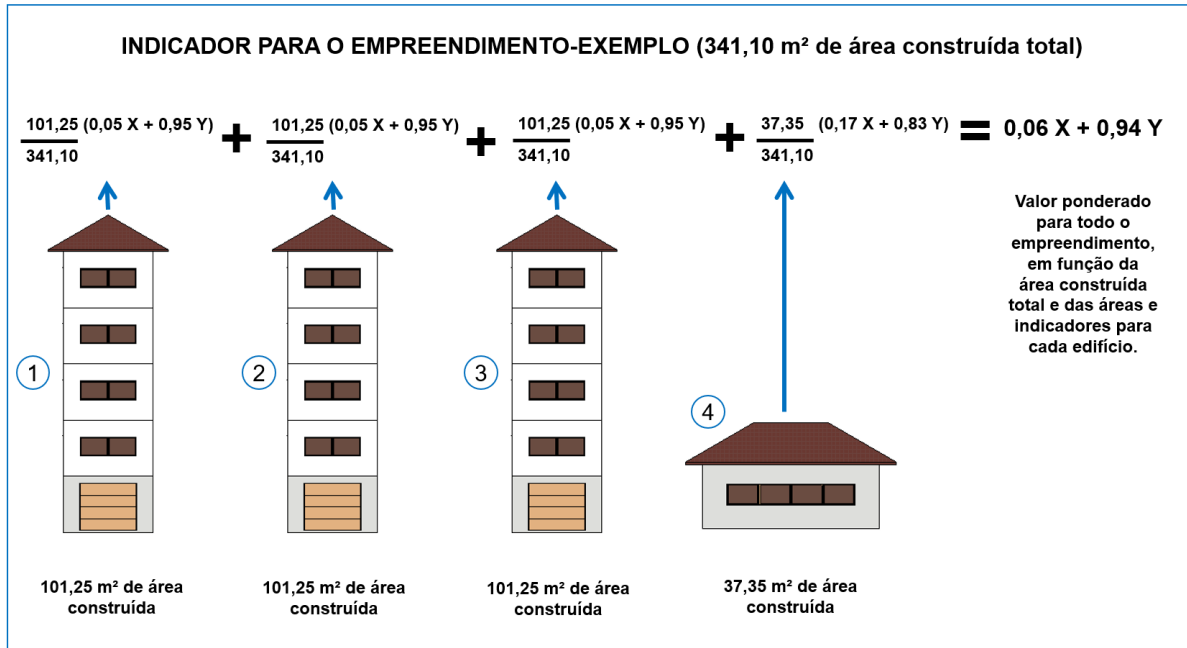 INDICADOR PARA O EMPREENDIMENTO-EXEMPLO (341,10 m² de área construída total)
101,25 (0,05 X + 0,95 Y) + 101,25 (0,05 X + 0,95 Y) + 101,25 (0,05 X + 0,95 Y) + 37,35 (0,17 X + 0,83 Y) = 0,06 X + 0,94 Y
341,10 341,10 341,10 341,10
Valor ponderado
para todo o
empreendimento,
em função da
área construída
total e das áreas e
indicadores para
cada edifício.
1
2
3
4
101,25 m² de área
construída
101,25 m² de área
construída
101,25 m² de área
construída
37,35 m² de área
construída